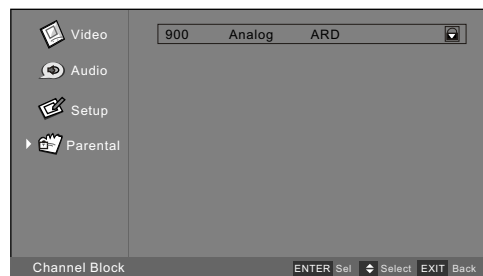 Video
900 Analog ARD
Audio
Setup
Parental
Channel Block
ENTER Sel Select EXIT Back